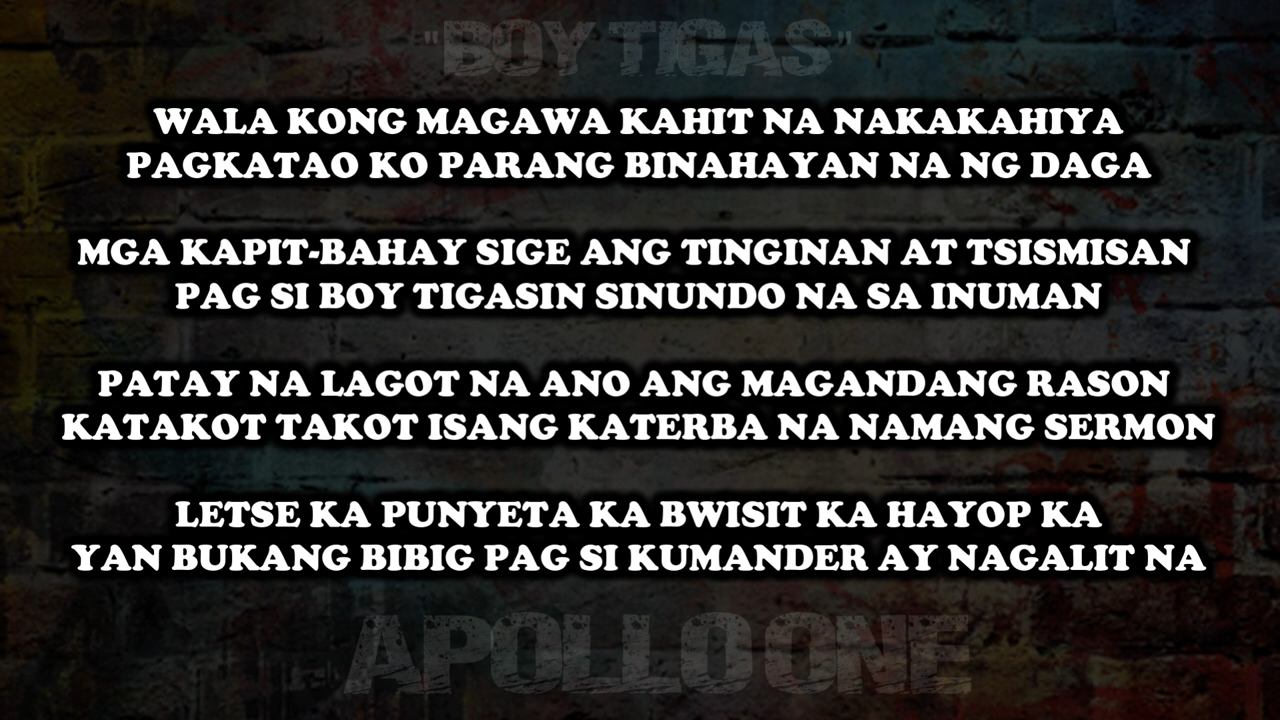 "BOY TIGAS"
WALA KONG MAGAWA KAHIT NA NAKAKAHIYA
PAGKATAO KO PARANG BINAHAYAN NA NG DAGA
MGA KAPIT-BAHAY SIGE ANG TINGINAN AT TSISMISAN
PAG SI BOY TIGASIN SINUNDO NA SA INUMAN
PATAY NA LAGOT NA ANO ANG MAGANDANG RASON
KATAKOT TAKOT ISANG KATERBA NA NAMANG SERMON
LETSE KA PUNYETA KA BWISIT KA HAYOP KA
YAN BUKANG BIBIG PAG SI KUMANDER AY NAGALIT NA
APOLLO ONE